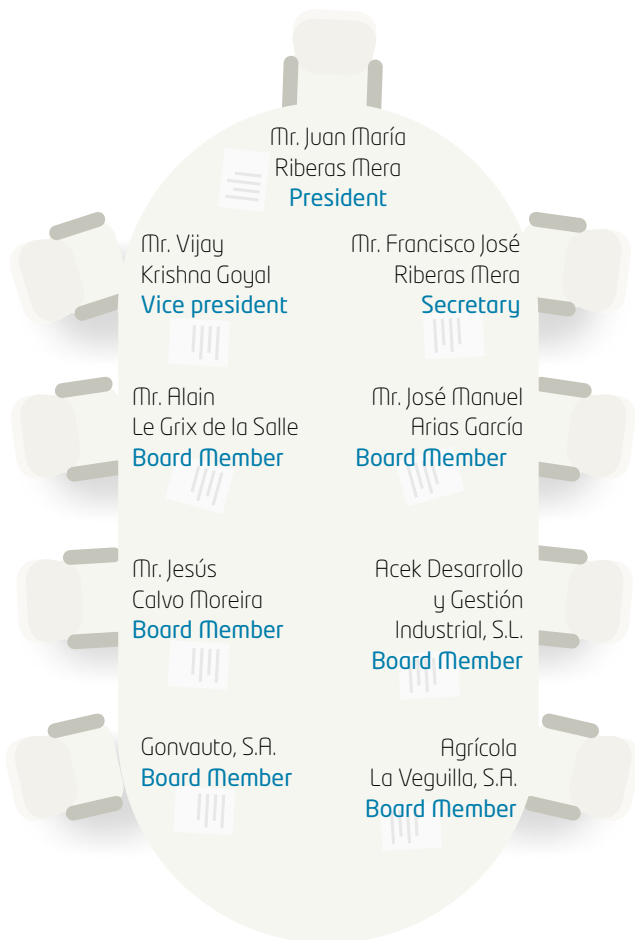 Mr. Juan María
Riberas Mera
President
Mr. Vijay
Krishna Goyal
Vice president
Mr. Francisco José
Riberas Mera
Secretary
Mr. Alain
Le Grix de la Salle
Board Member
Mr. José Manuel
Arias García
Board Member
Mr. Jesús
Calvo Moreira
Board Member
Acek Desarrollo
y Gestión
Industrial, S.L.
Board Member
Gonvauto, S.A.
Board Member
Agrícola
La Veguilla, S.A.
Board Member